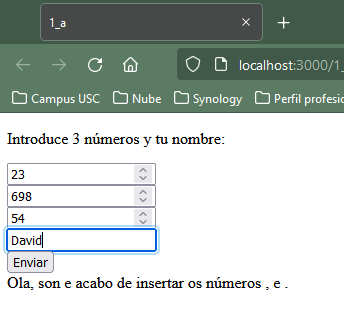 1_a
localhost:3000/1_
Campus USC Nube Synology Perfil profesio
Introduce 3 números y tu nombre:
23
698
54
David
Enviar
Ola, son e acabo de insertar os números , e .